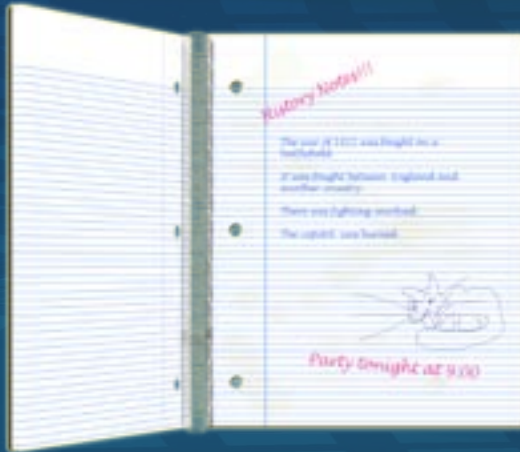 History Notes!!!
The war of 1812 was fought on a
battlefield.
It was fought between England and
another country.
There was fighting involved.
The capitol was burned.
Party tonight at 9:00